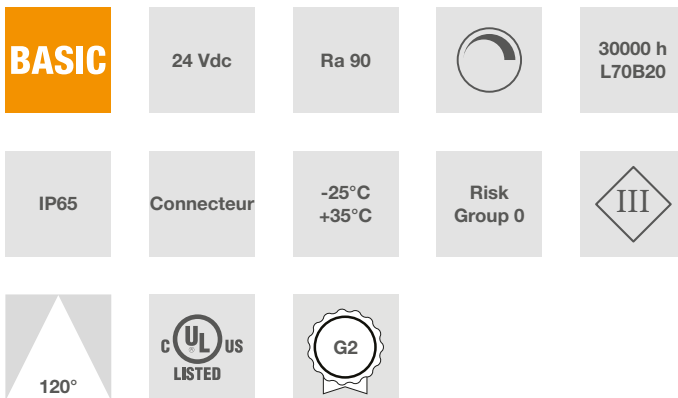 BASIC
24 Vdc
Ra 90
30000 h
L70B20
IP65
Connecteur
-25°C
+35°C
Risk
Group 0
III
120°
C UL ® US
LISTED
G2